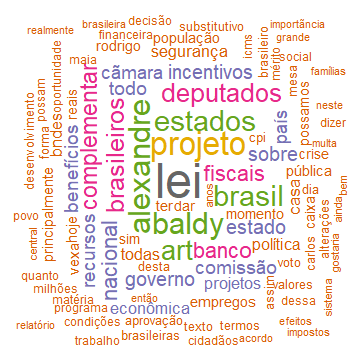 importância
brasileira decisão
realmente financeira substitutivo icms grande
rodrigo população brasileiro mérito social
maia segurança mesa famílias
câmara incentivos
bndes oportunidade todo deputados possamos neste
desenvolvimento forma possam reais complementar brasileiros alexandre estados país cpi dizer
projeto sobre crise multa
principalmente benefícios lei fiscais pública
anos brasil casa dia ainda bem
terdar caixa alterações
povo vexa hoje recursos nacional abaldy momento estado carlos gostaria
central sim art banco política
todas desta comissão voto
quanto governo projetos assim valores sistema
milhões então empregos dessa
matéria econômica
programa aprovação efeitos
condições texto termos impostos
relatório brasileiras acordo
trabalho cidadãos